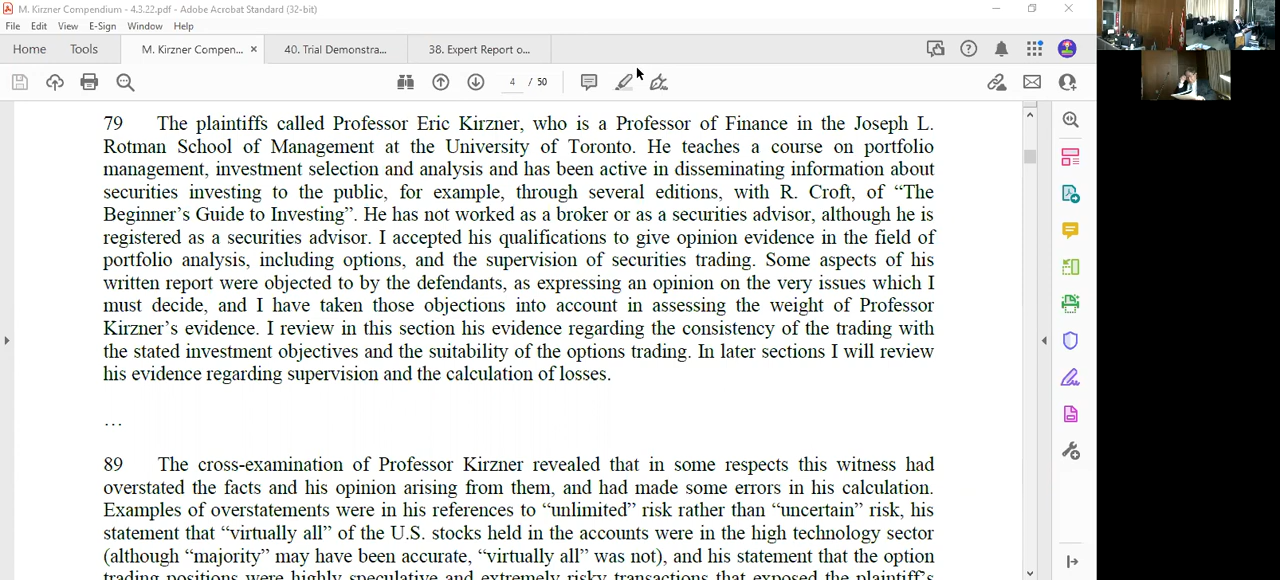 M. Kirzner Compendium - 4.3.22.pdf - Adobe Acrobat Standard (32-bit)
File Edit View E-Sign Window Help
Home Tools M. Kirzner Compen... × 40. Trial Demonstra... 38. Expert Report o...
4 / 50
79 The plaintiffs called Professor Eric Kirzner, who is a Professor of Finance in the Joseph L.
Rotman School of Management at the University of Toronto. He teaches a course on portfolio
management, investment selection and analysis and has been active in disseminating information about
securities investing to the public, for example, through several editions, with R. Croft, of “The
Beginner’s Guide to Investing”. He has not worked as a broker or as a securities advisor, although he is
registered as a securities advisor. I accepted his qualifications to give opinion evidence in the field of
portfolio analysis, including options, and the supervision of securities trading. Some aspects of his
written report were objected to by the defendants, as expressing an opinion on the very issues which I
must decide, and I have taken those objections into account in assessing the weight of Professor
Kirzner’s evidence. I review in this section his evidence regarding the consistency of the trading with
the stated investment objectives and the suitability of the options trading. In later sections I will review
his evidence regarding supervision and the calculation of losses.
…
89 The cross-examination of Professor Kirzner revealed that in some respects this witness had
overstated the facts and his opinion arising from them, and had made some errors in his calculation.
Examples of overstatements were in his references to “unlimited” risk rather than “uncertain” risk, his
statement that “virtually all” of the U.S. stocks held in the accounts were in the high technology sector
(although “majority” may have been accurate, “virtually all” was not), and his statement that the option
trading positions were highly speculative and extremely risky transactions that exposed the plaintiff’s